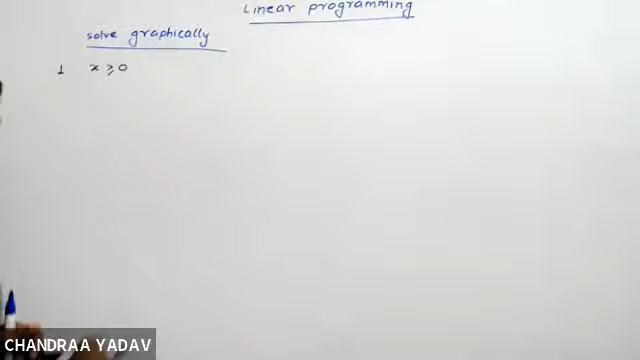 Linear programming
solve graphically
1 x ≥ 0
CHANDRAA YADAV